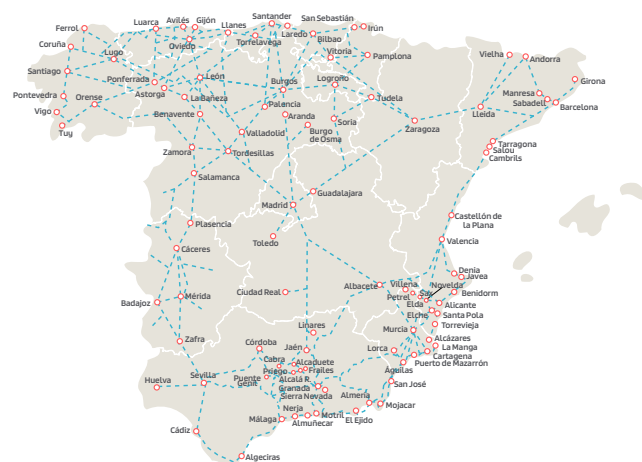 Ferrol
Luarca
Avilés
Gijón
Llanes
Santander
San Sebastián
Laredo
Irún
Coruña
Oviedo
Torrelavega
Bilbao
Lugo
Vitoria
Pamplona
Vielha
Andorra
Santiago
Ponferrada
León
Burgos
Logroño
Girona
Pontevedra
Orense
Astorga
La Bañeza
Palencia
Tudela
Manresa
Sabadell
Vigo
Benavente
Aranda
Soria
Zaragoza
Lleida
Barcelona
Tuy
Valladolid
Burgo
de Osma
Tarragona
Salou
Cambrils
Zamora
Tordesillas
Salamanca
Guadalajara
Madrid
Plasencia
Castellón de
la Plana
Toledo
Valencia
Cáceres
Denia
Javea
Ciudad Real
Albacete
Villena
Novelda
Sax
Petrel
Benidorm
Badajoz
Mérida
Elda
Alicante
Elche
Santa Pola
Linares
Murcia
Torrevieja
Zafra
Córdoba
Jaén
Lorca
Alcázares
La Manga
Cabra
Alcaudete
Cartagena
Priego
Frailes
Puerto de Mazarrón
Huelva
Sevilla
Puente
Genil
Alcalá R.
Águilas
Granada
San José
Sierra Nevada
Almería
Mojacar
Nerja
Motril
Málaga
Almuñecar
El Ejido
Cádiz
Algeciras